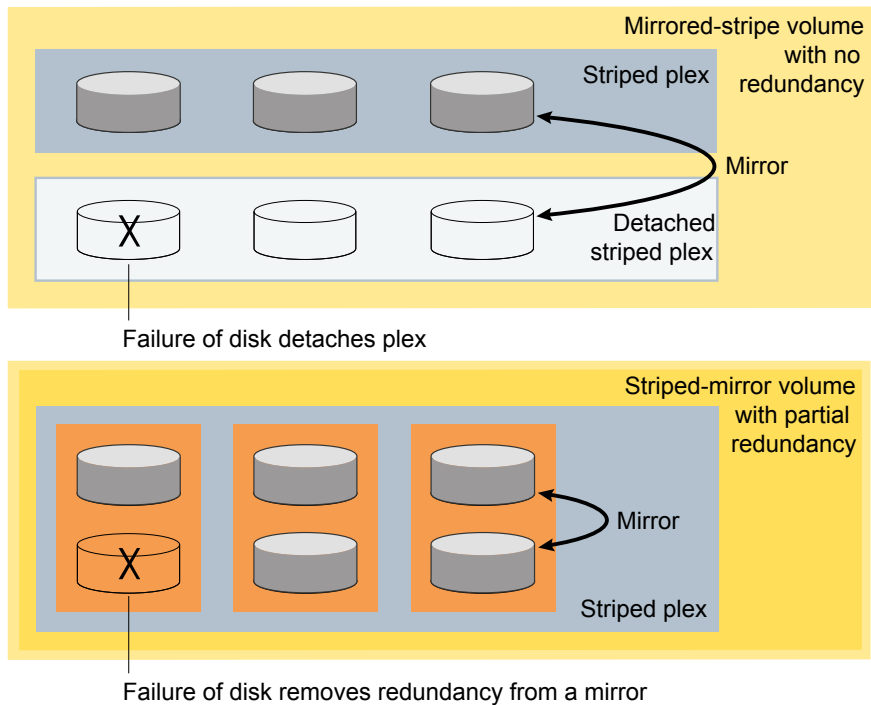 Mirrored-stripe volume
with no
redundancy
Striped plex
Mirror
Detached
striped plex
X
Failure of disk detaches plex
Striped-mirror volume
with partial
redundancy
Mirror
X
Striped plex
Failure of disk removes redundancy from a mirror